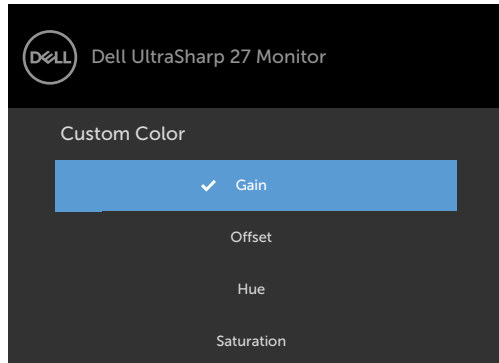 DELL Dell UltraSharp 27 Monitor
Custom Color
Gain
Offset
Hue
Saturation